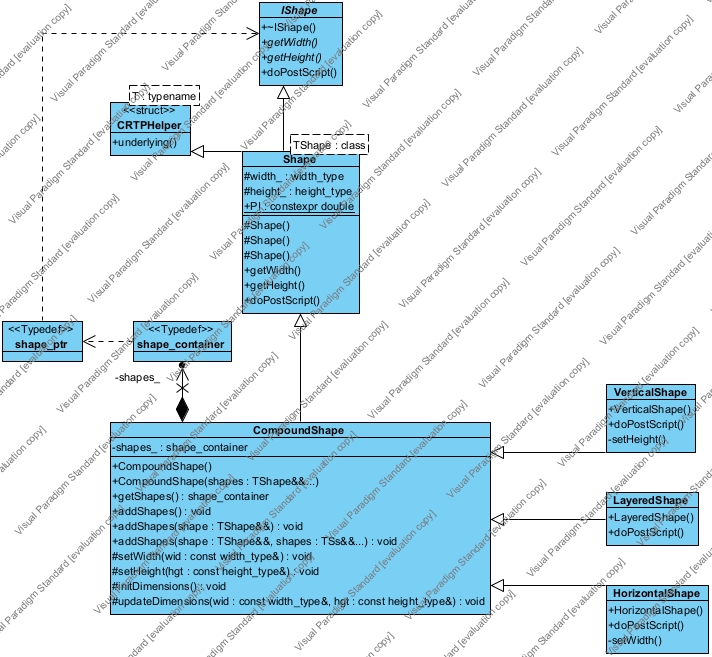 IShape
+~IShape()
+getWidth()
+getHeight()
+doPostScript()
T : typename
<<struct>>
CRTPHelper
+underlying()
TShape : class
Shape
#width_ : width_type
#height_ : height_type
+PI : constexpr double
#Shape()
#Shape()
#Shape()
+getWidth()
+getHeight()
+doPostScript()
<<Typedef>>
shape_ptr
<<Typedef>>
shape_container
-shapes_
CompoundShape
-shapes_ : shape_container
+CompoundShape()
+CompoundShape(shapes : TShape&&...)
+getShapes() : shape_container
+addShapes() : void
+addShapes(shape : TShape&&) : void
+addShapes(shape : TShape&&, shapes : TSs&&...) : void
#setWidth(wid : const width_type&) : void
#setHeight(hgt : const height_type&) : void
#initDimensions() : void
#updateDimensions(wid : const width_type&, hgt : const height_type&) : void
VerticalShape
+VerticalShape()
+doPostScript()
-setHeight()
LayeredShape
+LayeredShape()
+doPostScript()
HorizontalShape
+HorizontalShape()
+doPostScript()
-setWidth()
Visual Paradigm Standard [evaluation copy]